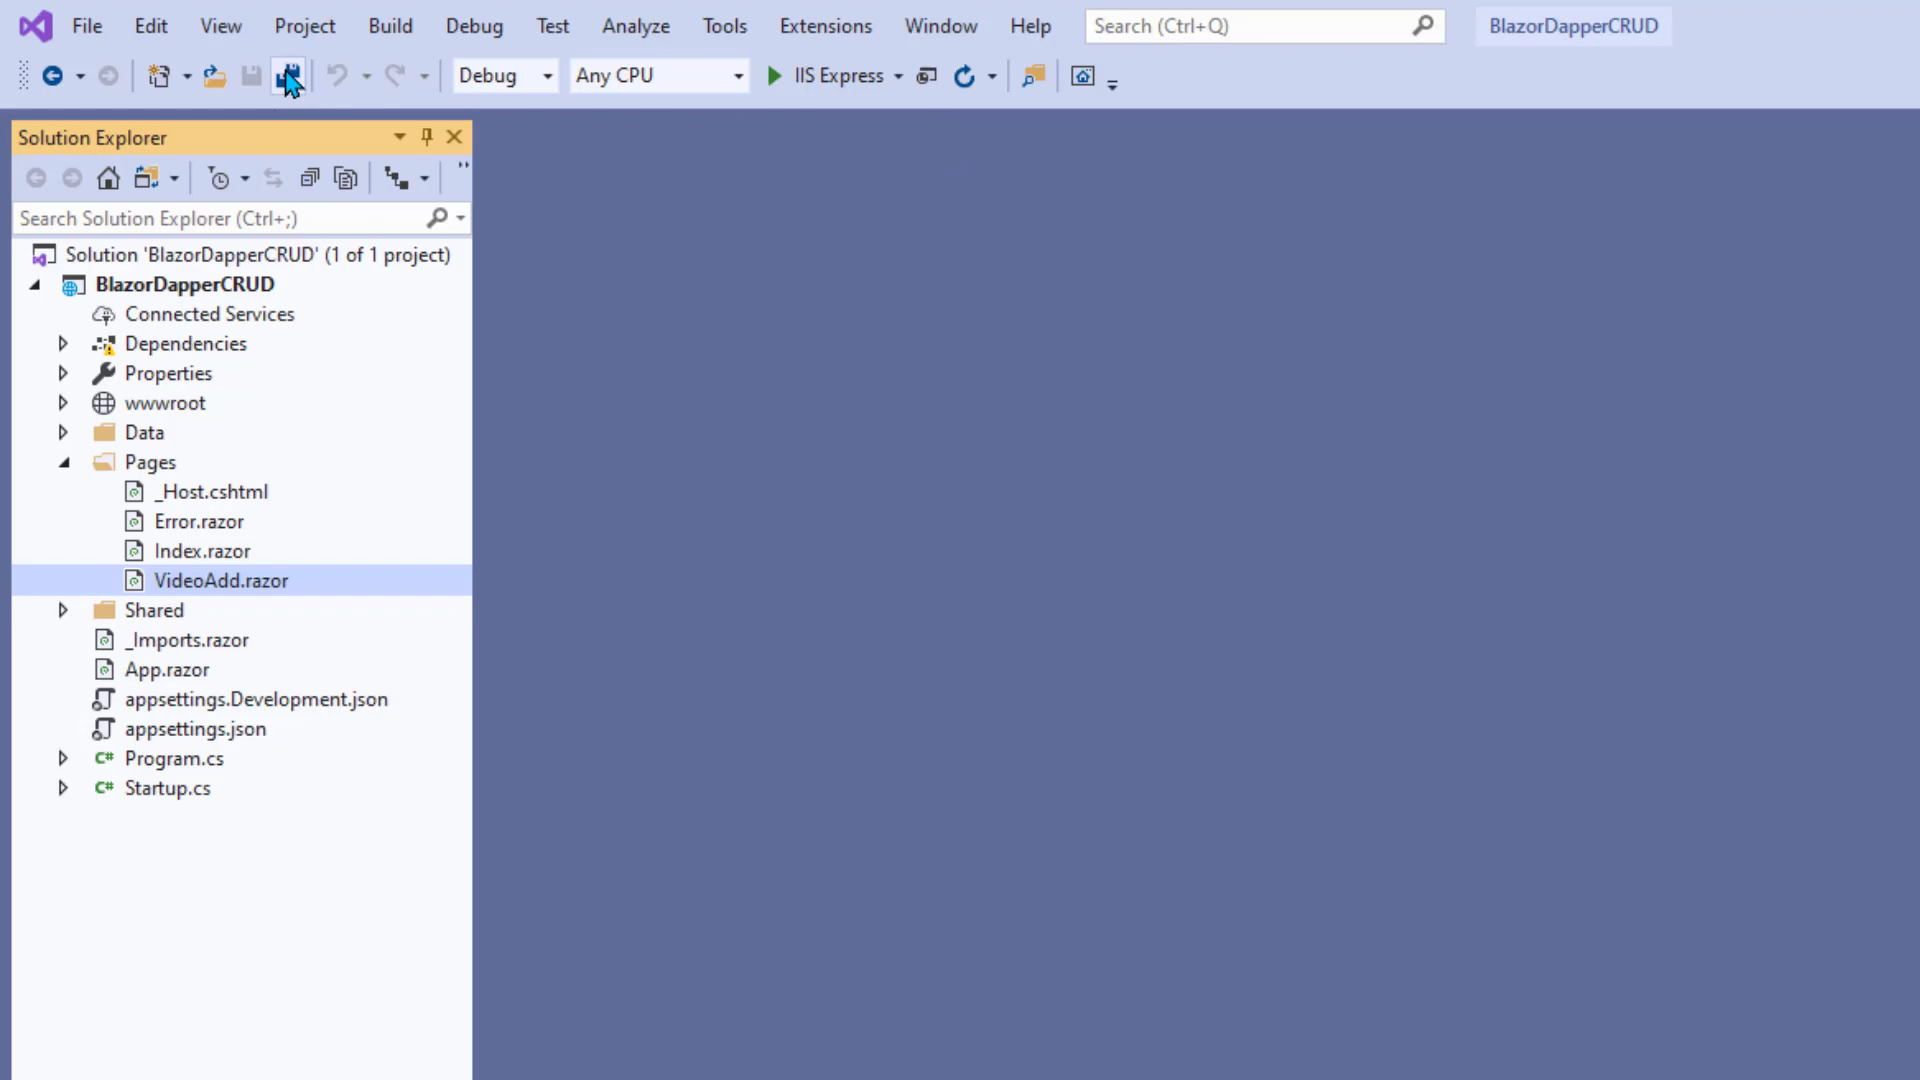 File Edit View Project Build Debug Test Analyze Tools Extensions Window Help Search (Ctrl+Q) BlazorDapperCRUD
Debug Any CPU IIS Express
Solution Explorer
Search Solution Explorer (Ctrl+;)
Solution 'BlazorDapperCRUD' (1 of 1 project)
BlazorDapperCRUD
Connected Services
Dependencies
Properties
wwwroot
Data
Pages
_Host.cshtml
Error.razor
Index.razor
VideoAdd.razor
Shared
_Imports.razor
App.razor
appsettings.Development.json
appsettings.json
C# Program.cs
C# Startup.cs